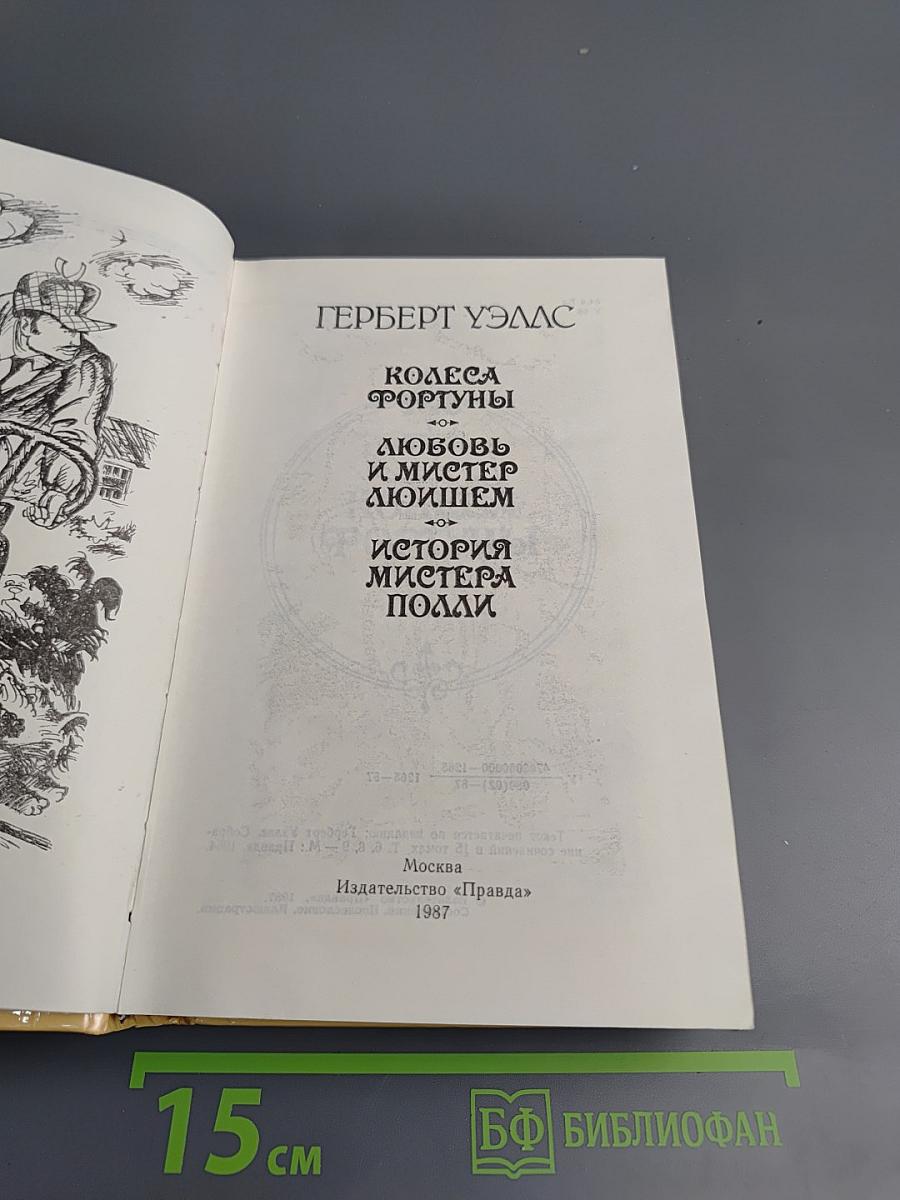 ГЕРБЕРТ УЭЛЛС
КОЛЕСА
ФОРТУНЫ
ЛЮБОВЬ
И МИСТЕР
ЛЮИШЕМ
ИСТОРИЯ
МИСТЕРА
ПОЛЛИ
Москва
Издательство «Правда»
1987
15 см
БФ БИБЛИОФАН